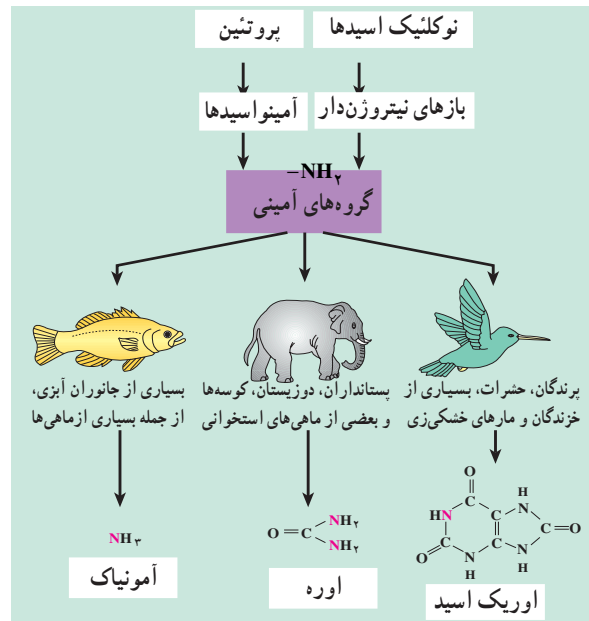 نوکلئیک اسیدها
پروتئین
بازهای نیتروژن‌دار
آمینواسیدها
–NH۲
گروه‌های آمینی
پرندگان، حشرات، بسیاری از
خزندگان و مارهای خشکی‌زی
پستانداران، دوزیستان، کوسه‌ها
و بعضی از ماهی‌های استخوانی
بسیاری از جانوران آبزی،
از جمله بسیاری ازماهی‌ها
O
H
C
N
HN
C
C
C
O
C
C
O
N
N
H
H
اوریک اسید
NH۲
O=C
NH۲
اوره
NH۳
آمونیاک